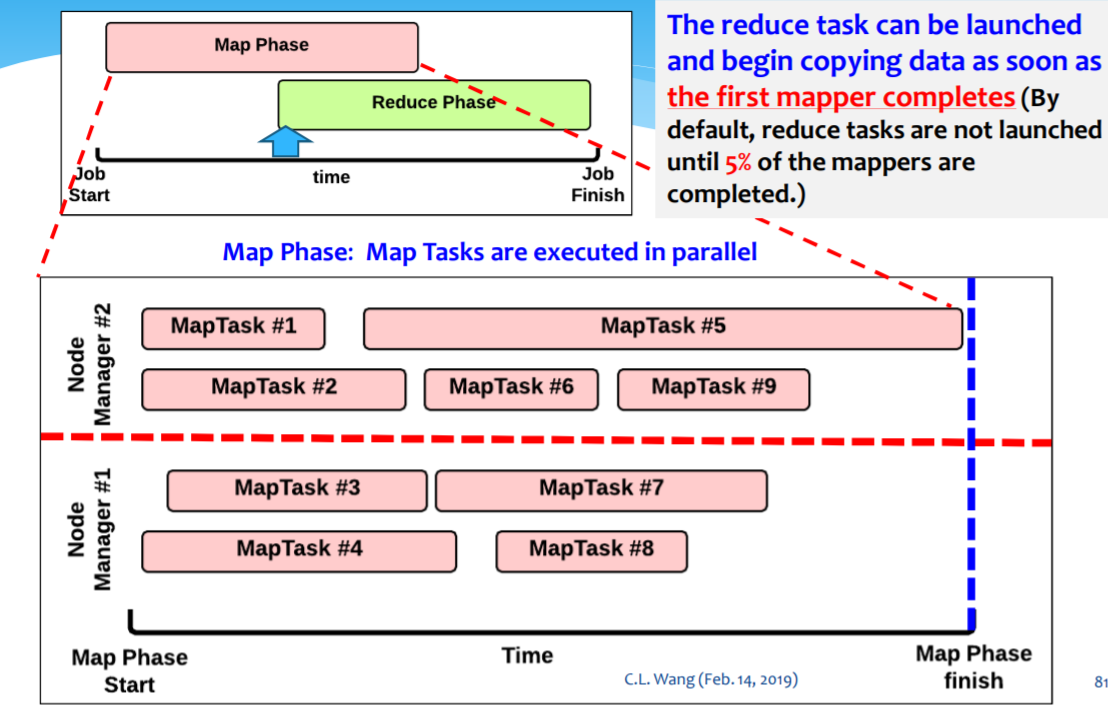 Map Phase
Reduce Phase
Job
Start
time
Job
Finish
The reduce task can be launched
and begin copying data as soon as
the first mapper completes (By
default, reduce tasks are not launched
until 5% of the mappers are
completed.)
Map Phase: Map Tasks are executed in parallel
Node
Manager #2
MapTask #1
MapTask #5
MapTask #2
MapTask #6
MapTask #9
Node
Manager #1
MapTask #3
MapTask #7
MapTask #4
MapTask #8
Map Phase
Start
Time
Map Phase
finish
C.L. Wang (Feb. 14, 2019)
81